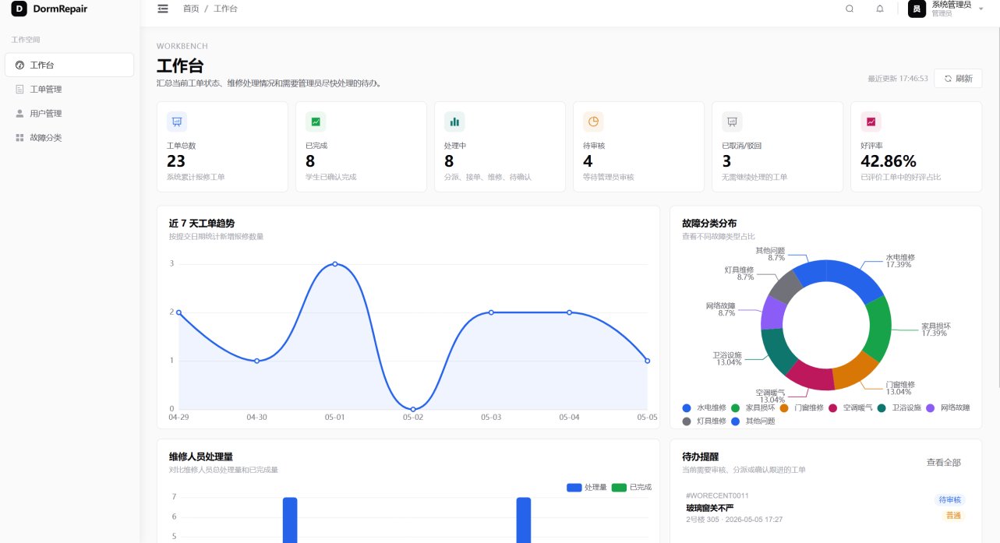 D DormRepair
首页 / 工作台
员 系统管理员
管理员
工作空间
工作台
工单管理
用户管理
故障分类
WORKBENCH
工作台
汇总当前工单状态、维修处理情况和需要管理员尽快处理的待办。
最近更新 17:46:53
刷新
工单总数
23
系统累计报修工单
已完成
8
学生已确认完成
处理中
8
分派、接单、维修、待确认
待审核
4
等待管理员审核
已取消/驳回
3
无需继续处理的工单
好评率
42.86%
已评价工单中的好评占比
近 7 天工单趋势
按提交日期统计新增报修数量
3
2
1
0
04-29 04-30 05-01 05-02 05-03 05-04 05-05
故障分类分布
查看不同故障类型占比
其他问题
8.7%
水电维修
17.39%
灯具维修
8.7%
网络故障
8.7%
家具损坏
17.39%
卫浴设施
13.04%
门窗维修
13.04%
空调暖气
13.04%
水电维修 家具损坏 门窗维修 空调暖气 卫浴设施 网络故障
灯具维修 其他问题
维修人员处理量
对比维修人员总处理量和已完成量
处理量 已完成
7
6
5
待办提醒
当前需要审核、分派或确认跟进的工单
查看全部
#WORECENT0011
玻璃窗关不严
2号楼 305 · 2026-05-05 17:27
待审核
普通